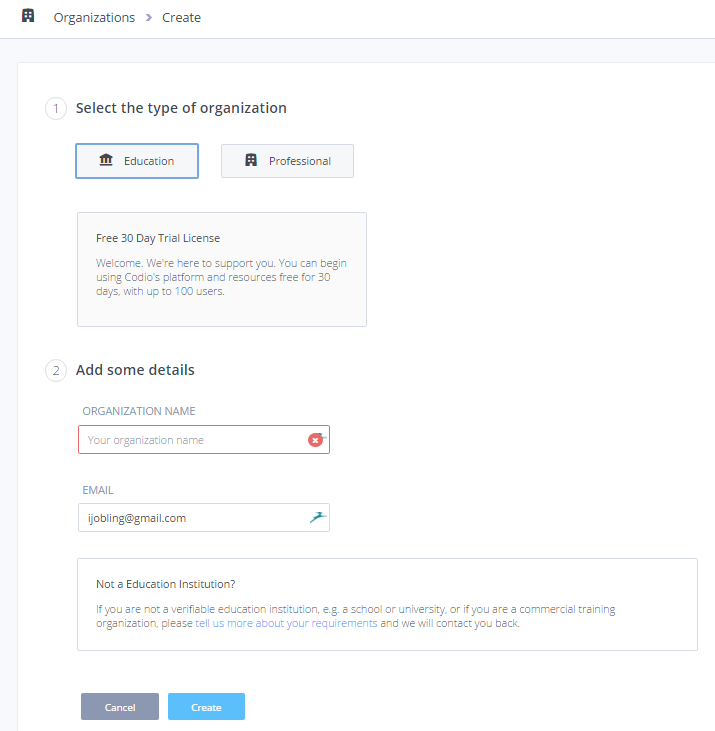 Organizations > Create
1 Select the type of organization
Education Professional
Free 30 Day Trial License
Welcome. We're here to support you. You can begin
using Codio's platform and resources free for 30
days, with up to 100 users.
2 Add some details
ORGANIZATION NAME
Your organization name
EMAIL
ijobling@gmail.com
Not a Education Institution?
If you are not a verifiable education institution, e.g. a school or university, or if you are a commercial training
organization, please tell us more about your requirements and we will contact you back.
Cancel Create